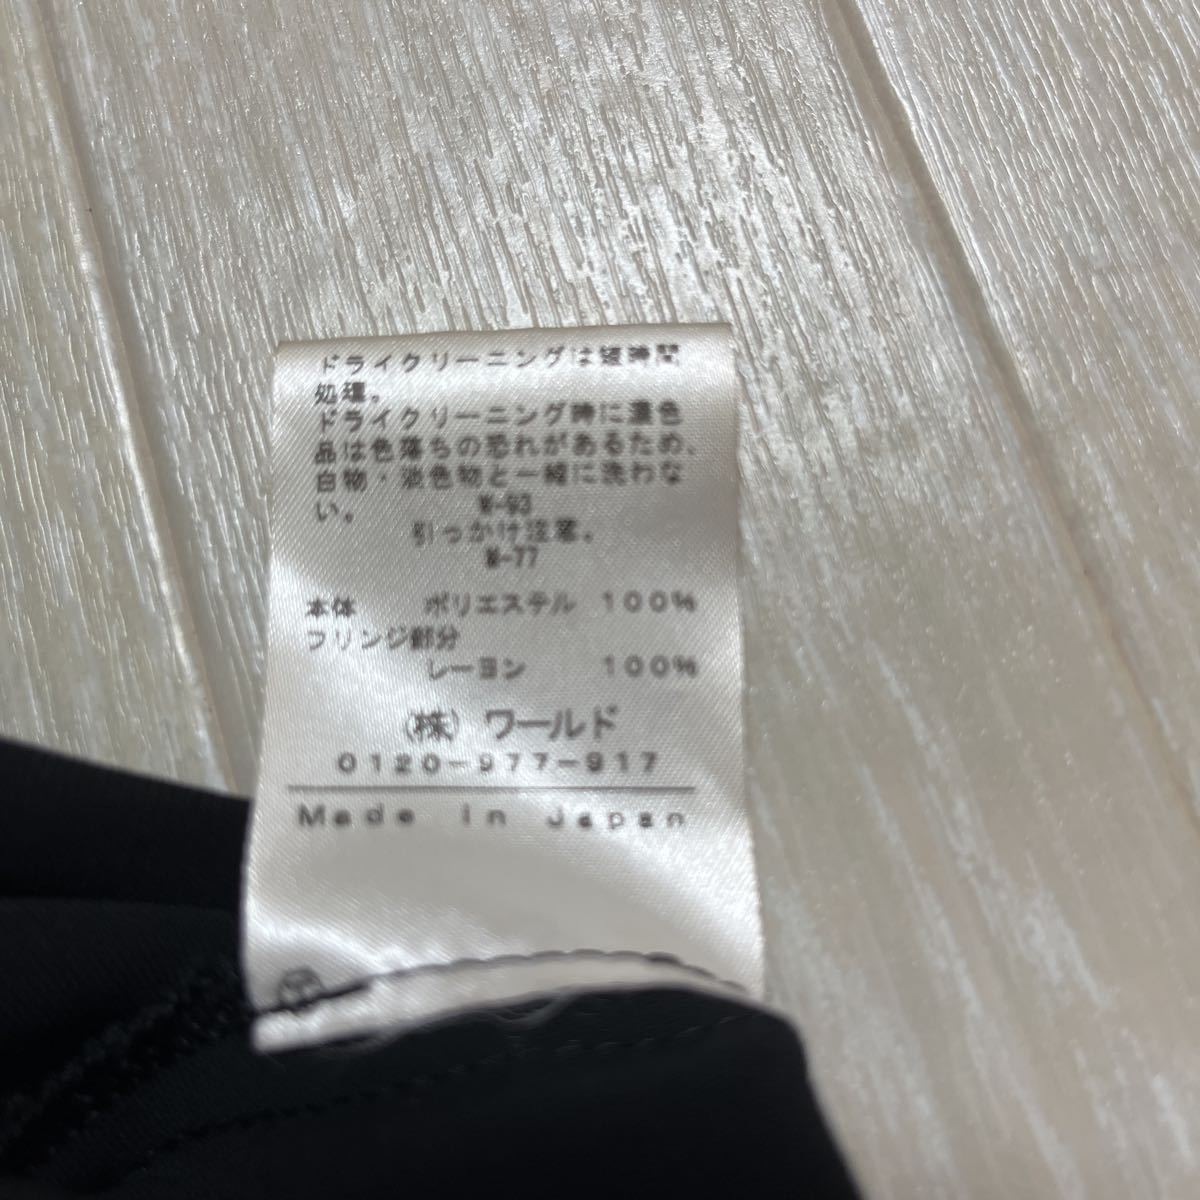 ドライクリーニングは短時間
処理。
ドライクリーニング時に濃色
品は色落ちの恐れがあるため、
白物・淡色物と一緒に洗わな
い。 W-93
引っかけ注意。
W-77
本体 ポリエステル 100%
フリンジ部分
レーヨン 100%
(株)ワールド
0120-977-917
Made in Japan